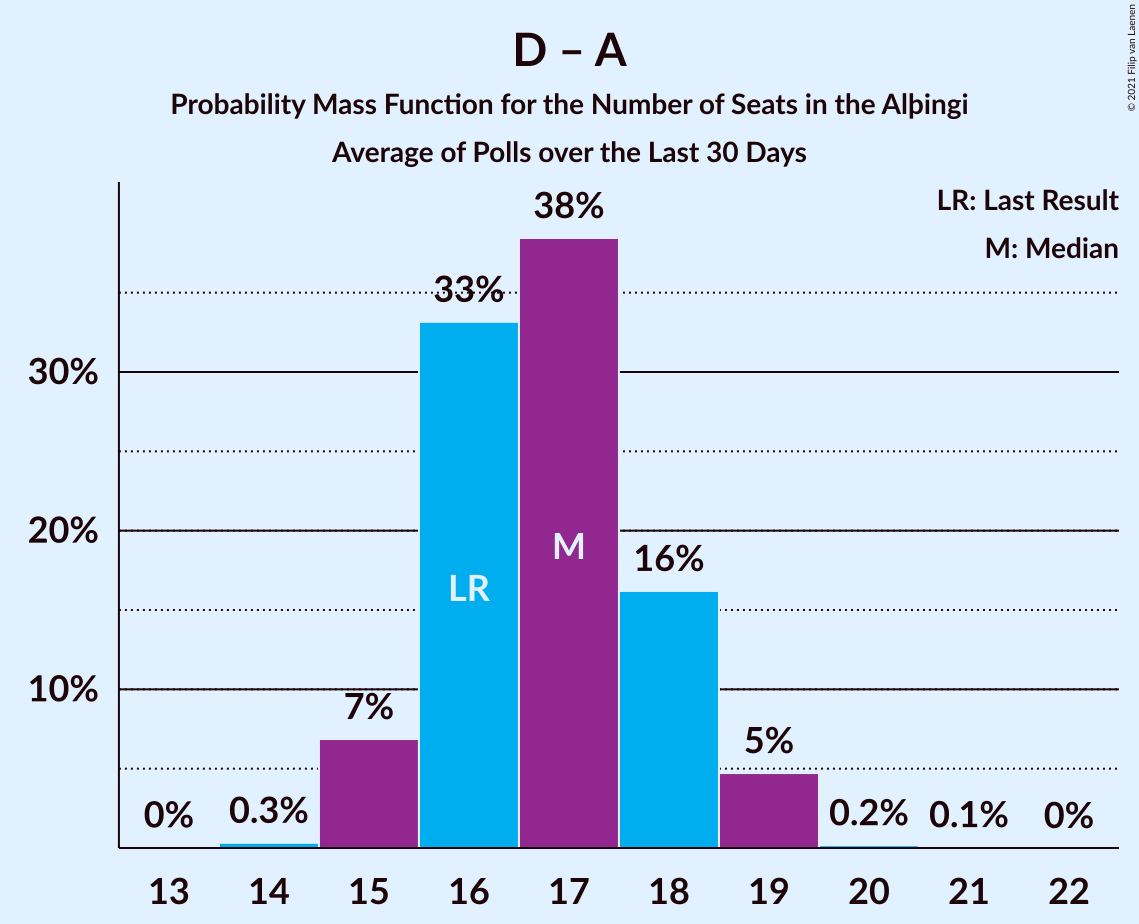 D – A
Probability Mass Function for the Number of Seats in the Alþingi
Average of Polls over the Last 30 Days
© 2021 Filip van Laenen
LR: Last Result
M: Median
30%
20%
10%
0%
0.3%
7%
33%
38%
16%
5%
0.2%
0.1%
0%
LR
M
13 14 15 16 17 18 19 20 21 22